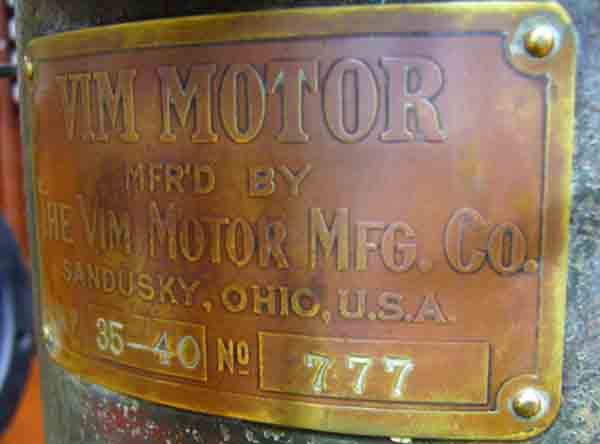 VIM MOTOR
MFR'D BY
THE VIM MOTOR MFG. CO.
SANDUSKY, OHIO, U.S.A.
35-40 NO 777